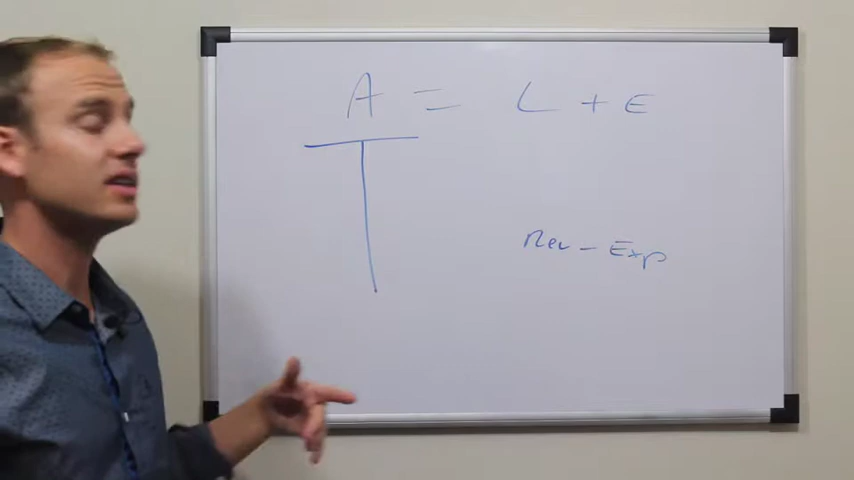 A = L + E
Rev - Exp